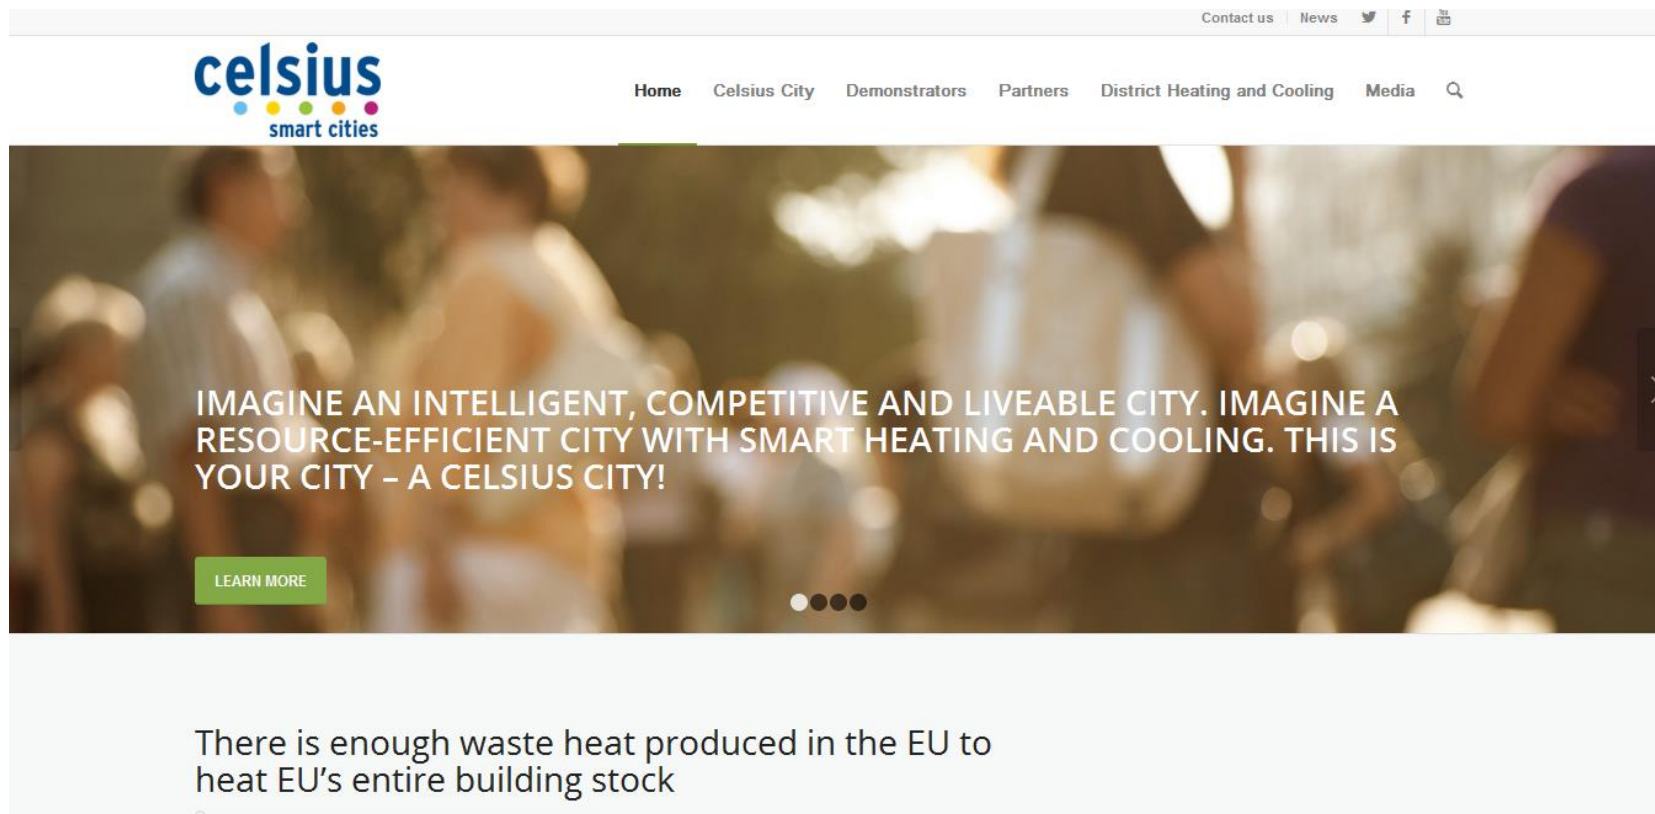 Contact us
News
You
Tube
celsius
smart cities
Home
Celsius City
Demonstrators
Partners
District Heating and Cooling
Media
IMAGINE AN INTELLIGENT, COMPETITIVE AND LIVEABLE CITY. IMAGINE A
RESOURCE-EFFICIENT CITY WITH SMART HEATING AND COOLING. THIS IS
YOUR CITY – A CELSIUS CITY!
LEARN MORE
There is enough waste heat produced in the EU to
heat EU’s entire building stock